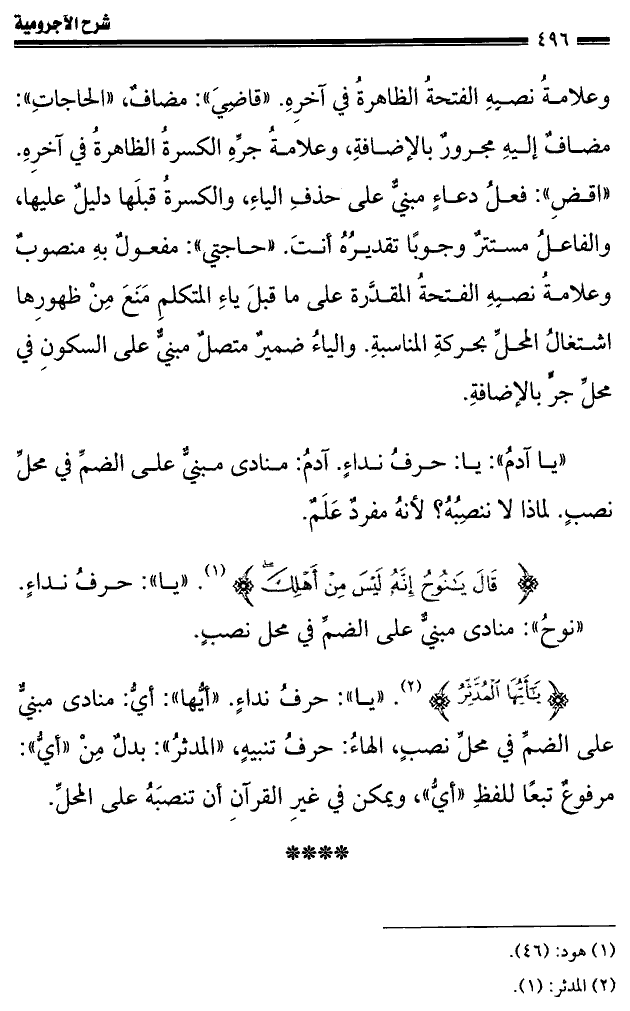 شرح الآجرومية
٤٩٦
وعلامةُ نصبِهِ الفتحةُ الظاهرةُ في آخرِهِ. «قاضِيَ»: مضافٌ، «الحاجاتِ»:
مضافٌ إليهِ مجرورٌ بالإضافةِ، وعلامةُ جرِّهِ الكسرةُ الظاهرةُ في آخرِهِ.
«اقضِ»: فعلُ دعاءٍ مبنيٌّ على حذفِ الياءِ، والكسرةُ قبلَها دليلٌ عليها،
والفاعلُ مستترٌ وجوبًا تقديرُهُ أنتَ. «حاجتي»: مفعولٌ بهِ منصوبٌ
وعلامةُ نصبِهِ الفتحةُ المقدَّرة على ما قبلَ ياءِ المتكلمِ مَنَعَ مِنْ ظهورِها
اشتغالُ المحلِّ بحركةِ المناسبةِ. والياءُ ضميرٌ متصلٌ مبنيٌّ على السكونِ في
محلِّ جرٍّ بالإضافةِ.
«يا آدمُ»: يا: حرفُ نداءٍ. آدمُ: منادى مبنيٌّ على الضمِّ في محلِّ
نصبٍ. لماذا لا ننصِبُهُ؟ لأنهُ مفردٌ عَلَمٌ.
﴿ قَالَ يَـٰنُوحُ إِنَّهُۥ لَيْسَ مِنْ أَهْلِكَ ۖ ﴾ (١). «يا»: حرفُ نداءٍ.
«نوحُ»: منادى مبنيٌّ على الضمِّ في محل نصبٍ.
﴿ يَـٰٓأَيُّهَا الْمُدَّثِّرُ ﴾ (٢). «يا»: حرفُ نداءٍ. «أيُّها»: أيُّ: منادى مبنيٌّ
على الضمِّ في محلِّ نصبٍ، الهاءُ: حرفُ تنبيهٍ، «المدثرُ»: بدلٌ مِنْ «أيُّ»:
مرفوعٌ تبعًا للفظِ «أيُّ»، ويمكن في غيرِ القرآنِ أن تنصبَهُ على المحلِّ.
****
(١) هود: (٤٦).
(٢) المدثر: (١).